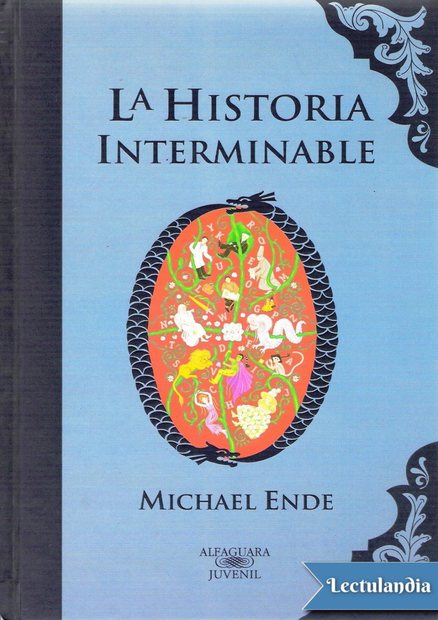 LA HISTORIA
INTERMINABLE
MICHAEL ENDE
ALFAGUARA
JUVENIL
Lectulandia